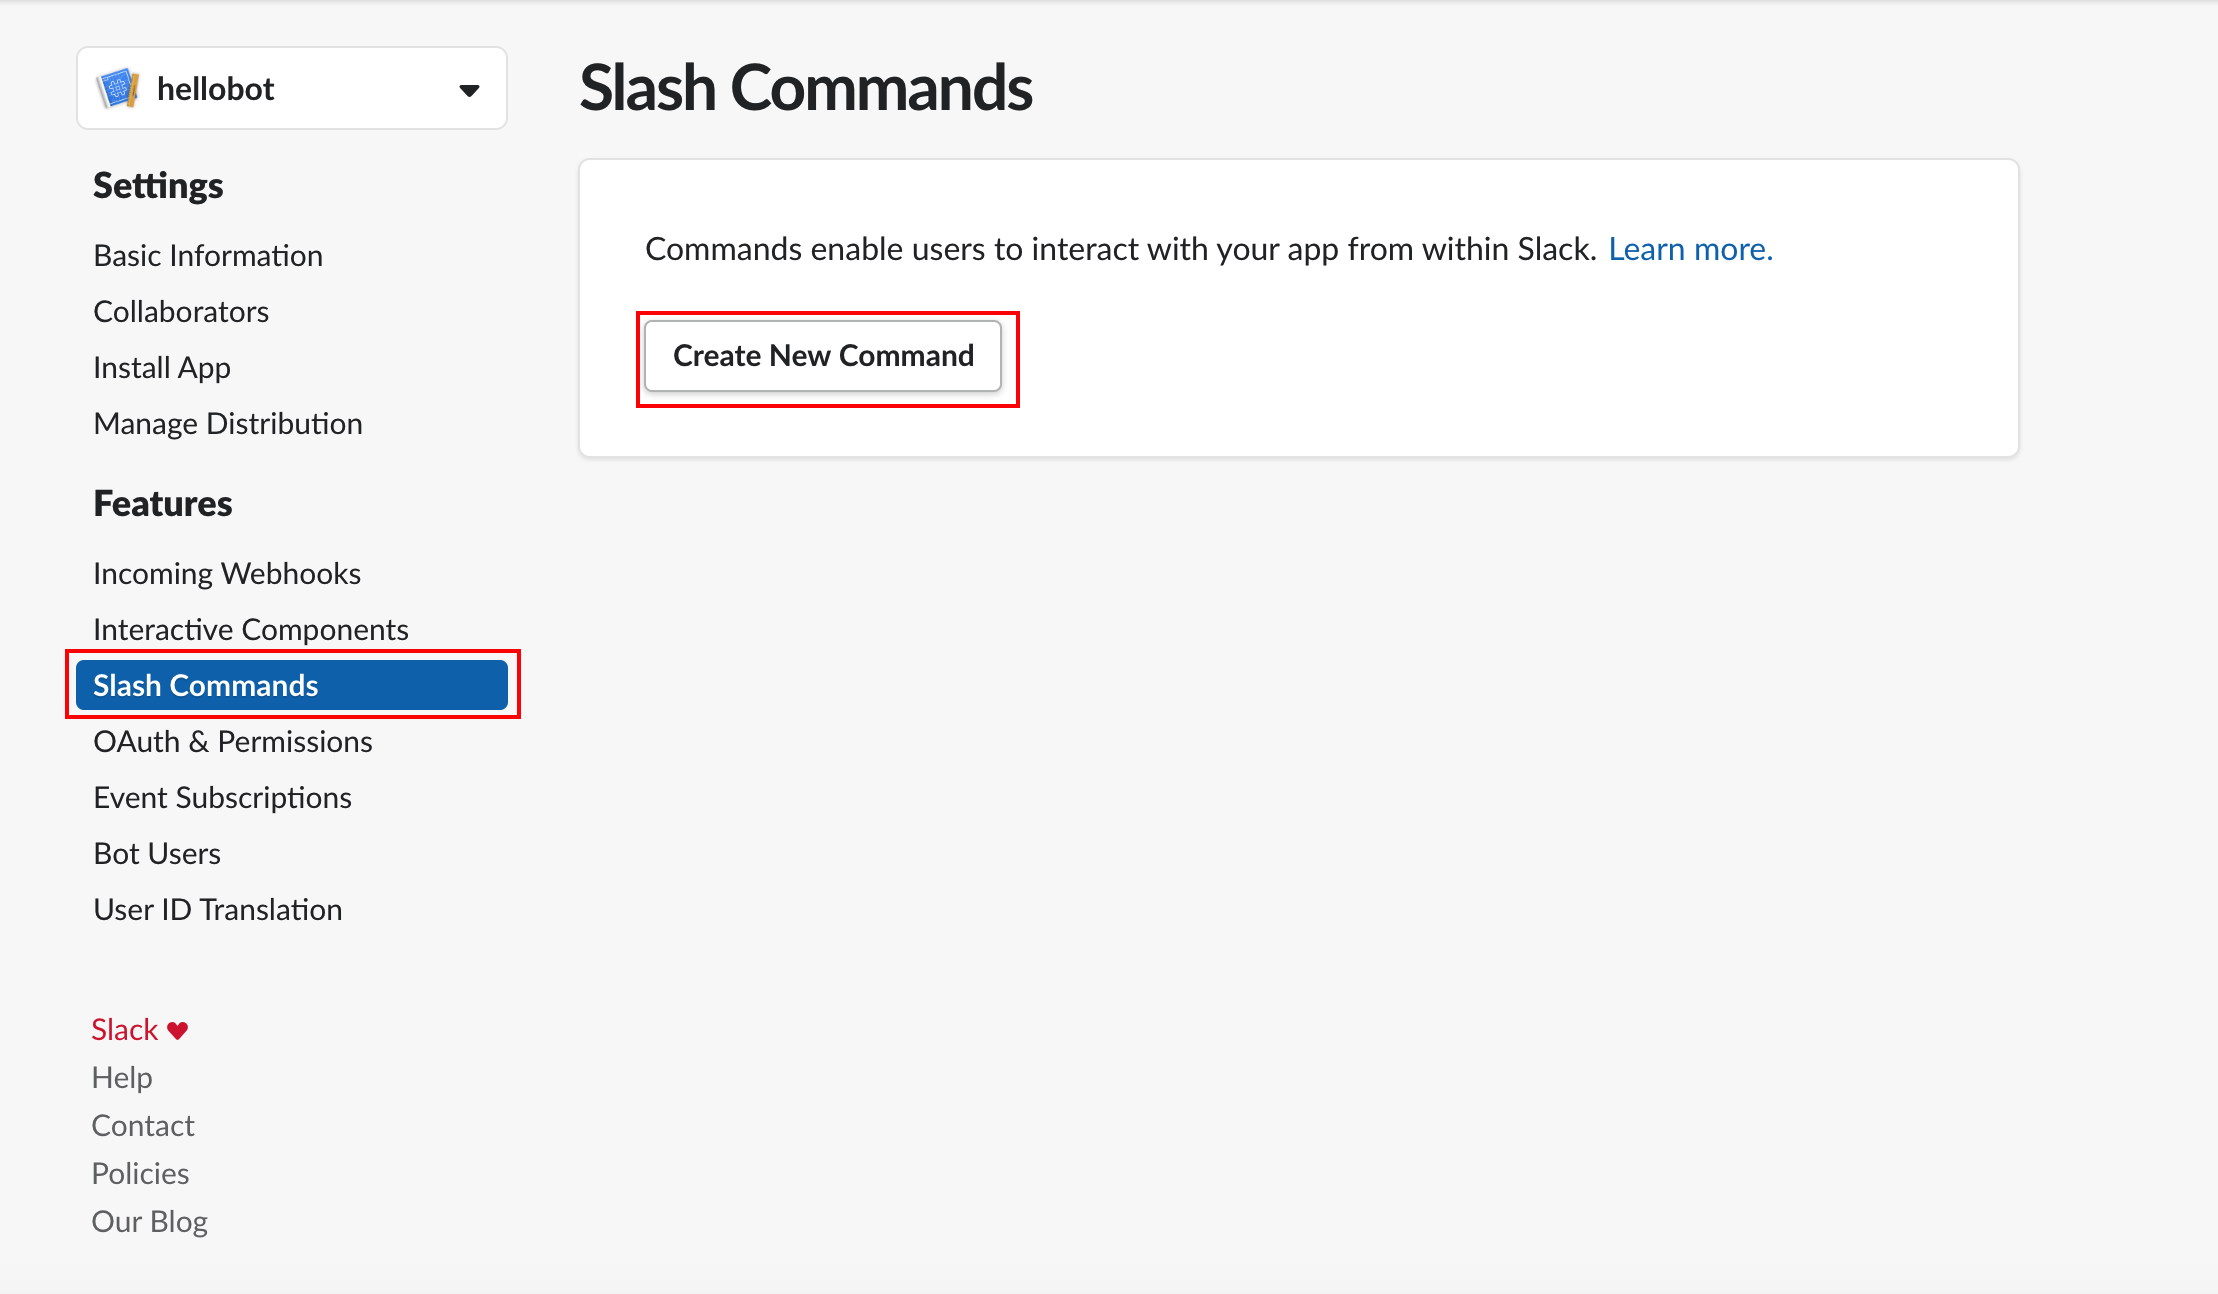 hellobot
Settings
Basic Information
Collaborators
Install App
Manage Distribution
Features
Incoming Webhooks
Interactive Components
Slash Commands
OAuth & Permissions
Event Subscriptions
Bot Users
User ID Translation
Slack ♥
Help
Contact
Policies
Our Blog
Slash Commands
Commands enable users to interact with your app from within Slack. Learn more.
Create New Command